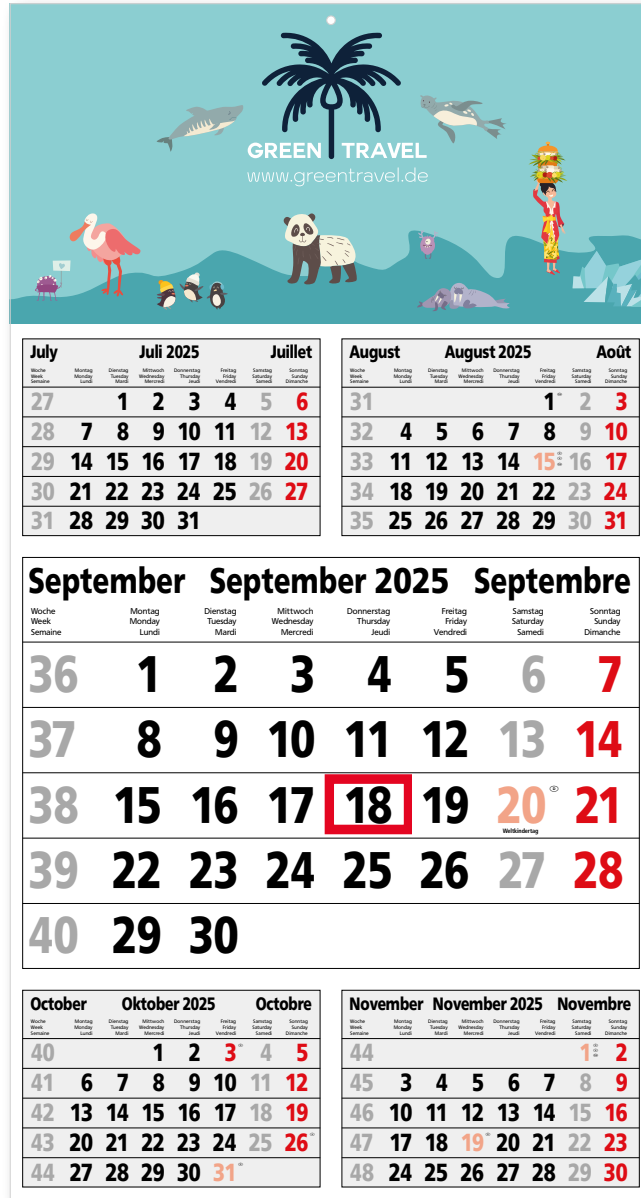 GREEN TRAVEL
www.greentravel.de
July Juli 2025 Juillet
Woche Montag Dienstag Mittwoch Donnerstag Freitag Samstag Sonntag
Week Monday Tuesday Wednesday Thursday Friday Saturday Sunday
Semaine Lundi Mardi Mercredi Jeudi Vendredi Samedi Dimanche
27 1 2 3 4 5 6
28 7 8 9 10 11 12 13
29 14 15 16 17 18 19 20
30 21 22 23 24 25 26 27
31 28 29 30 31
August August 2025 Août
Woche Montag Dienstag Mittwoch Donnerstag Freitag Samstag Sonntag
Week Monday Tuesday Wednesday Thursday Friday Saturday Sunday
Semaine Lundi Mardi Mercredi Jeudi Vendredi Samedi Dimanche
31 1 2 3
32 4 5 6 7 8 9 10
33 11 12 13 14 15 16 17
34 18 19 20 21 22 23 24
35 25 26 27 28 29 30 31
September September 2025 Septembre
Woche Montag Dienstag Mittwoch Donnerstag Freitag Samstag Sonntag
Week Monday Tuesday Wednesday Thursday Friday Saturday Sunday
Semaine Lundi Mardi Mercredi Jeudi Vendredi Samedi Dimanche
36 1 2 3 4 5 6 7
37 8 9 10 11 12 13 14
38 15 16 17 18 19 20 21
Weltkindertag
39 22 23 24 25 26 27 28
40 29 30
October Oktober 2025 Octobre
Woche Montag Dienstag Mittwoch Donnerstag Freitag Samstag Sonntag
Week Monday Tuesday Wednesday Thursday Friday Saturday Sunday
Semaine Lundi Mardi Mercredi Jeudi Vendredi Samedi Dimanche
40 1 2 3 4 5
41 6 7 8 9 10 11 12
42 13 14 15 16 17 18 19
43 20 21 22 23 24 25 26
44 27 28 29 30 31
November November 2025 Novembre
Woche Montag Dienstag Mittwoch Donnerstag Freitag Samstag Sonntag
Week Monday Tuesday Wednesday Thursday Friday Saturday Sunday
Semaine Lundi Mardi Mercredi Jeudi Vendredi Samedi Dimanche
44 1 2
45 3 4 5 6 7 8 9
46 10 11 12 13 14 15 16
47 17 18 19 20 21 22 23
48 24 25 26 27 28 29 30